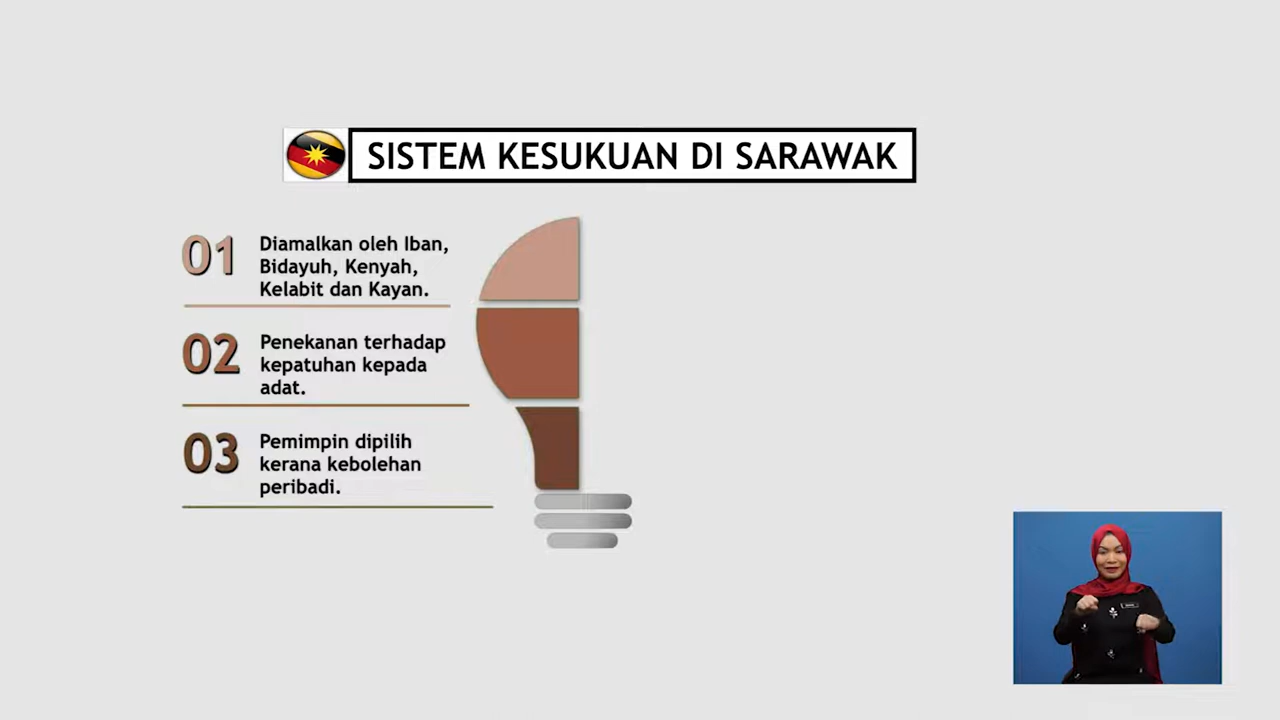 SISTEM KESUKUAN DI SARAWAK
01
Diamalkan oleh Iban,
Bidayuh, Kenyah,
Kelabit dan Kayan.
02
Penekanan terhadap
kepatuhan kepada
adat.
03
Pemimpin dipilih
kerana kebolehan
peribadi.